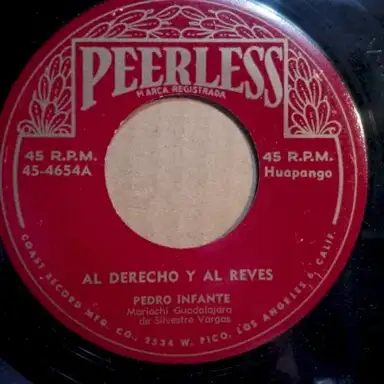 PEERLESS
MARCA REGISTRADA
45 R.P.M.
45-4654A
45 R.P.M.
Huapango
AL DERECHO Y AL REVES
PEDRO INFANTE
Mariachi Guadalajara
de Silvestre Vargas
COAST RECORD MFG. CO., 2534 W. PICO, LOS ANGELES 6, CALIF.